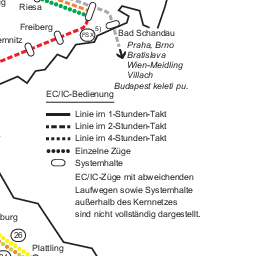 Riesa
Freiberg
5)
Bad Schandau
Praha, Brno
Bratislava
Wien-Meidling
Villach
Budapest keleti pu.
EC/IC-Bedienung
Linie im 1-Stunden-Takt
Linie im 2-Stunden-Takt
Linie im 4-Stunden-Takt
Einzelne Züge
Systemhalte
EC/IC-Züge mit abweichenden
Laufwegen sowie Systemhalte
außerhalb des Kernnetzes
sind nicht vollständig dargestellt.
26
Plattling